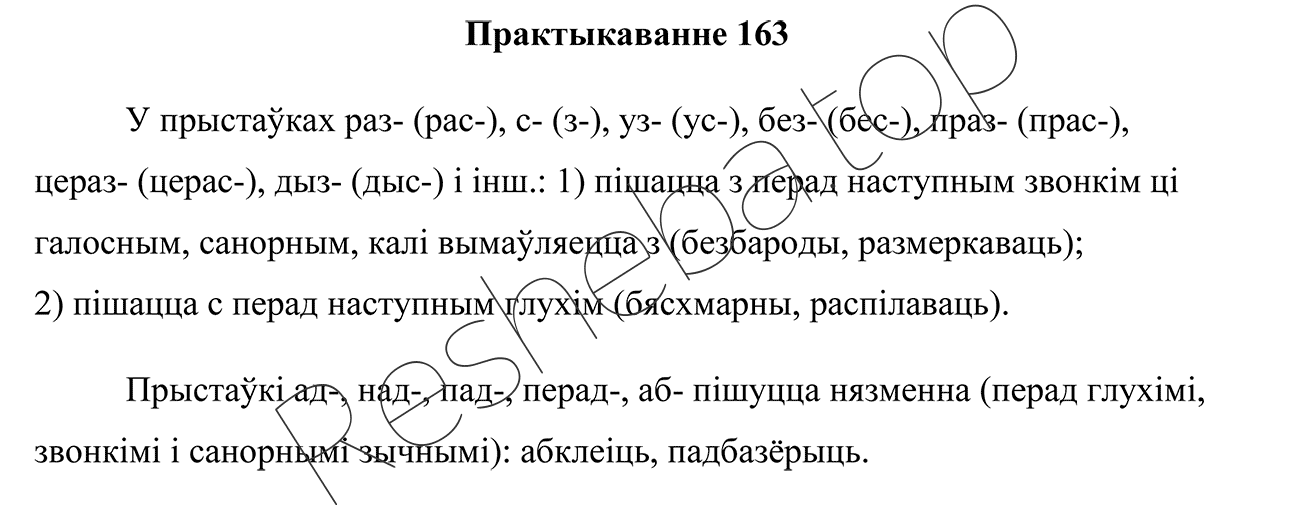 Практыкаванне 163
У прыстаўках раз- (рас-), с- (з-), уз- (ус-), без- (бес-), праз- (прас-),
цераз- (церас-), дыз- (дыс-) і інш.: 1) пішацца з перад наступным звонкім ці
галосным, санорным, калі вымаўляецца з (безбароды, размеркаваць);
2) пішацца с перад наступным глухім (бясхмарны, распілаваць).
Прыстаўкі ад-, над-, пад-, перад-, аб- пішуцца нязменна (перад глухімі,
звонкімі і санорнымі зычнымі): абклеіць, падбазёрыць.
Resheba top